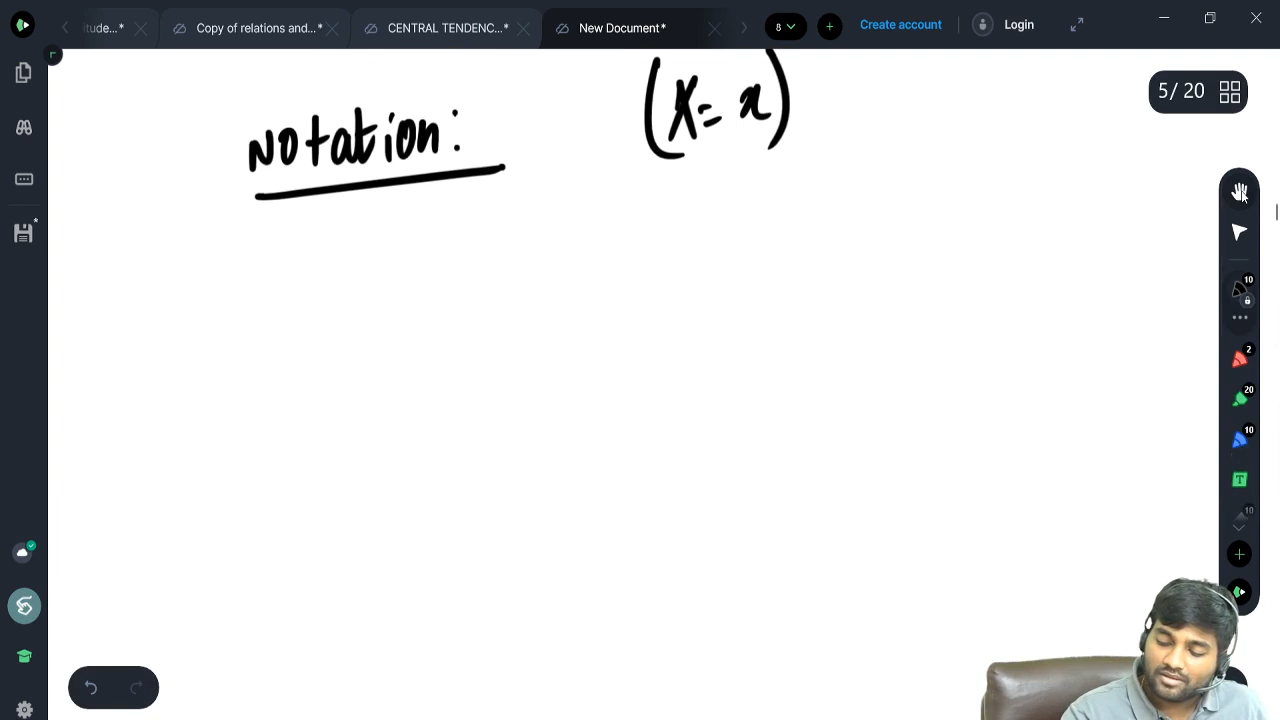 itude...*
Copy of relations and...*
CENTRAL TENDENC...*
New Document*
8
+
Create account
Login
5/ 20
Notation:
(X = x)
10
2
20
10
T
10
+